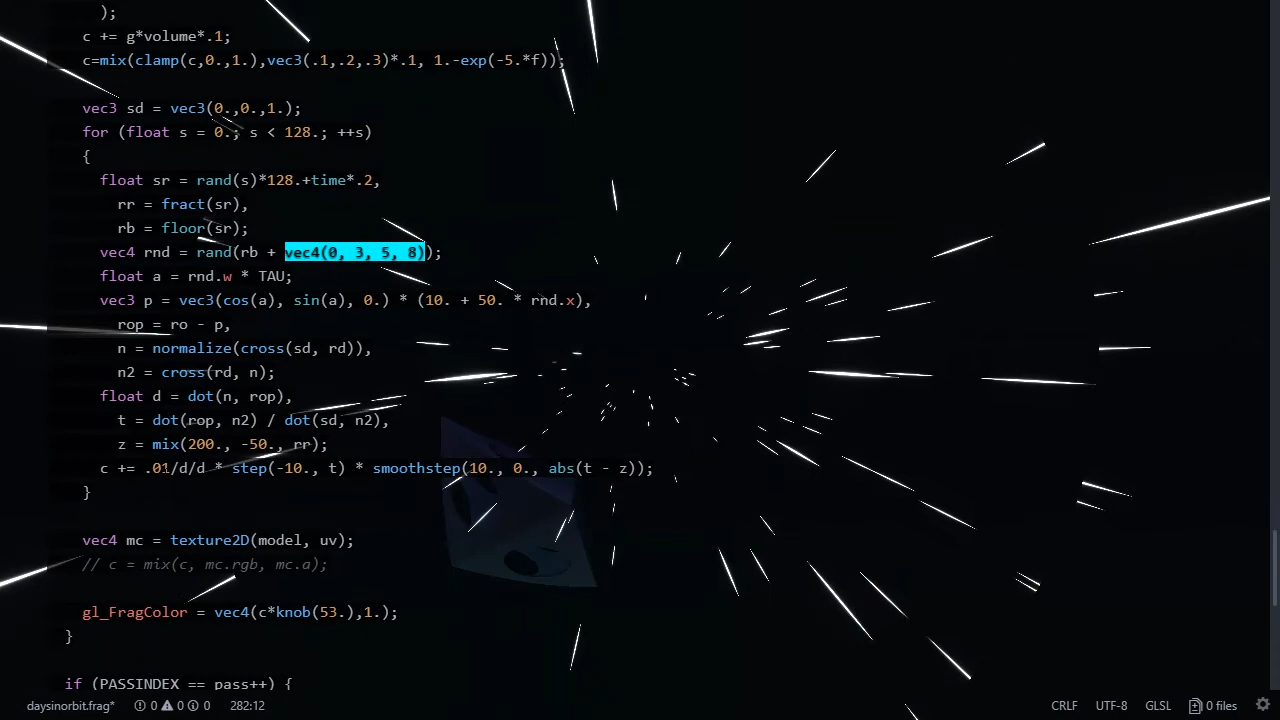 );
c += g*volume*.1;
c=mix(clamp(c,0.,1.),vec3(.1,.2,.3)*.1, 1.-exp(-5.*f));
vec3 sd = vec3(0.,0.,1.);
for (float s = 0.; s < 128.; ++s)
{
float sr = rand(s)*128.+time*.2,
rr = fract(sr),
rb = floor(sr);
vec4 rnd = rand(rb + vec4(0, 3, 5, 8));
float a = rnd.w * TAU;
vec3 p = vec3(cos(a), sin(a), 0.) * (10. + 50. * rnd.x),
rop = ro - p,
n = normalize(cross(sd, rd)),
n2 = cross(rd, n);
float d = dot(n, rop),
t = dot(rop, n2) / dot(sd, n2),
z = mix(200., -50., rr);
c += .01/d/d * step(-10., t) * smoothstep(10., 0., abs(t - z));
}
vec4 mc = texture2D(model, uv);
// c = mix(c, mc.rgb, mc.a);
gl_FragColor = vec4(c*knob(53.),1.);
}
if (PASSINDEX == pass++) {
daysinorbit.frag* 0 0 0 282:12 CRLF UTF-8 GLSL 0 files